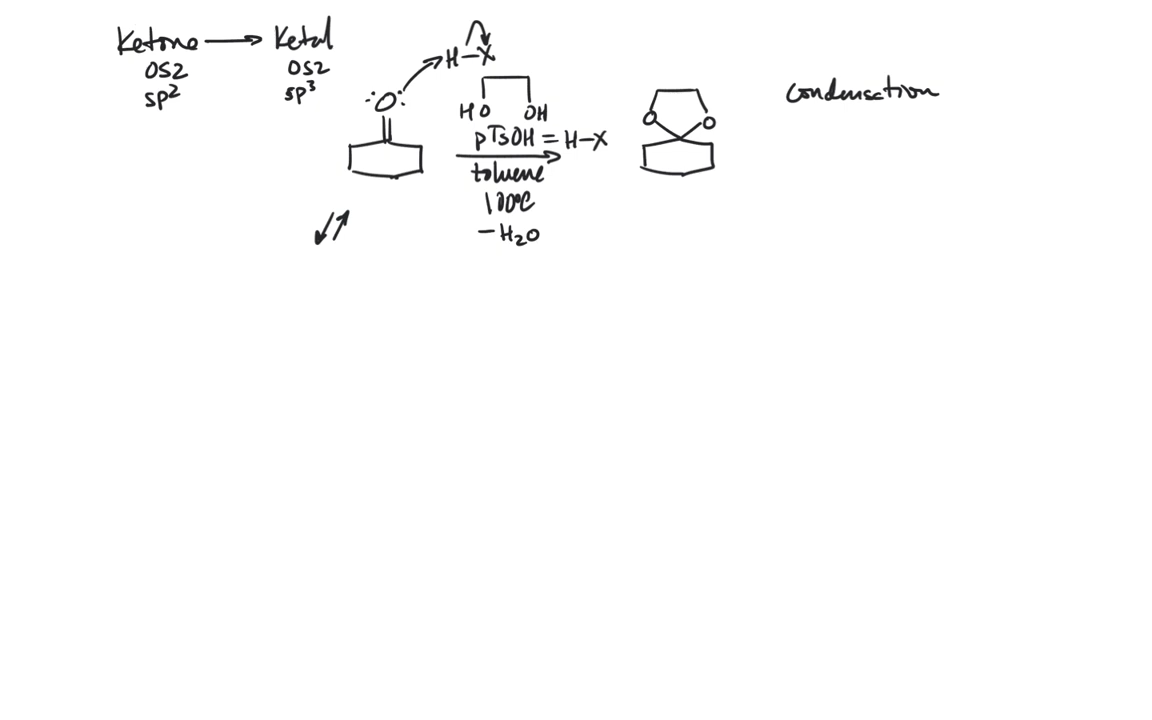 Ketone → Ketal
OS2 OS2
sp² sp³
H–X
:O:
HO OH
pTsOH = H–X
toluene
100°C
–H₂O
O O
Condensation